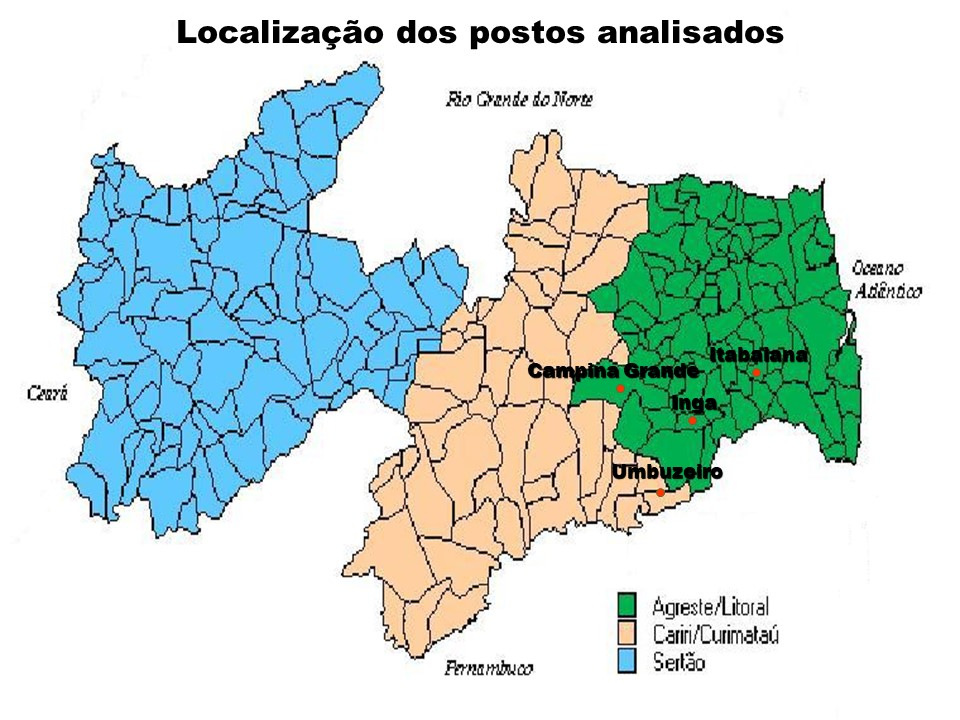 Localização dos postos analisados
Rio Grande do Norte
Oceano
Atlântico
Itabaiana
Campina Grande
Ceará
Inga
Umbuzeiro
Agreste/Litoral
Cariri/Curimataú
Sertão
Pernambuco